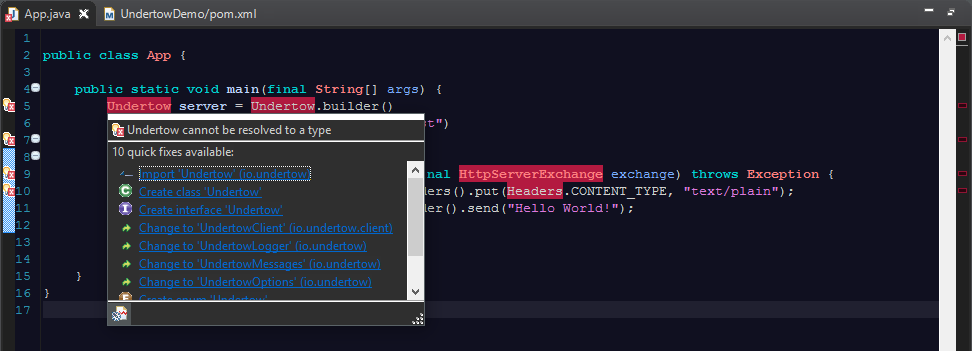 App.java UndertowDemo/pom.xml
1
2 public class App {
3
4 public static void main(final String[] args) {
5 Undertow server = Undertow.builder()
t")
Undertow cannot be resolved to a type
7
10 quick fixes available:
8
Import 'Undertow' (io.undertow)
9 nal HttpServerExchange exchange) throws Exception {
Create class 'Undertow'
10 ders().put(Headers.CONTENT_TYPE, "text/plain");
Create interface 'Undertow'
11 der().send("Hello World!");
Change to 'UndertowClient' (io.undertow.client)
12
Change to 'UndertowLogger' (io.undertow)
13
Change to 'UndertowMessages' (io.undertow)
14
Change to 'UndertowOptions' (io.undertow)
15 }
Create enum 'Undertow'
16 }
17